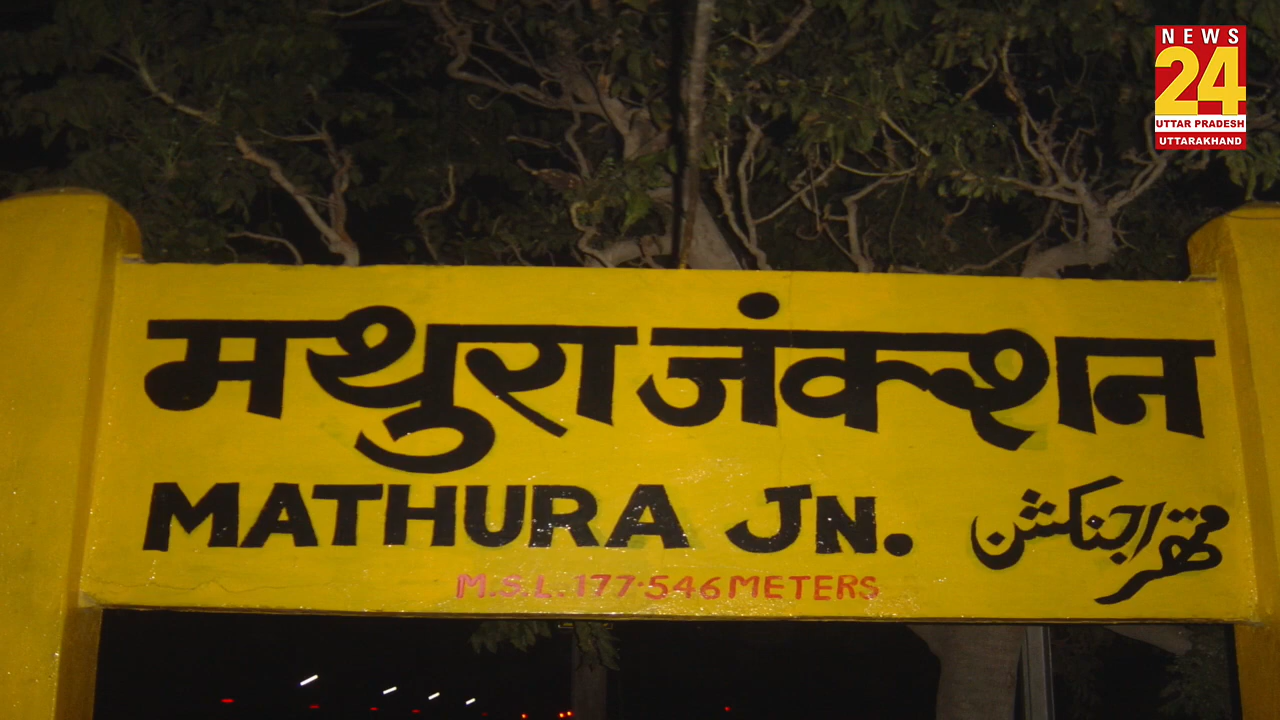 NEWS
24
UTTAR PRADESH
UTTARAKHAND
मथुरा जंक्शन
MATHURA JN.
متھرا جنکشن
M.S.L. 177.546 METERS